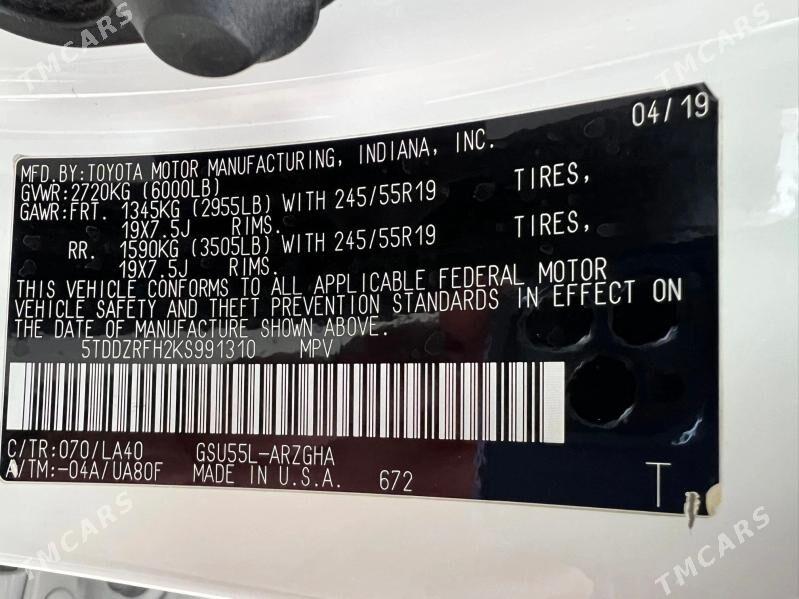 04/19
MFD.BY:TOYOTA MOTOR MANUFACTURING, INDIANA, INC.
GVWR:2720KG (6000LB)
GAWR:FRT. 1345KG (2955LB) WITH 245/55R19 TIRES,
19X7.5J RIMS.
RR. 1590KG (3505LB) WITH 245/55R19 TIRES,
19X7.5J RIMS.
THIS VEHICLE CONFORMS TO ALL APPLICABLE FEDERAL MOTOR
VEHICLE SAFETY AND THEFT PREVENTION STANDARDS IN EFFECT ON
THE DATE OF MANUFACTURE SHOWN ABOVE.
5TDDZRFH2KS991310 MPV
C/TR:070/LA40 GSU55L-ARZGHA
A/TM:-04A/UA80F MADE IN U.S.A. 672
T
TMCARS
TMCARS
TMCARS
TMCARS
TMCARS